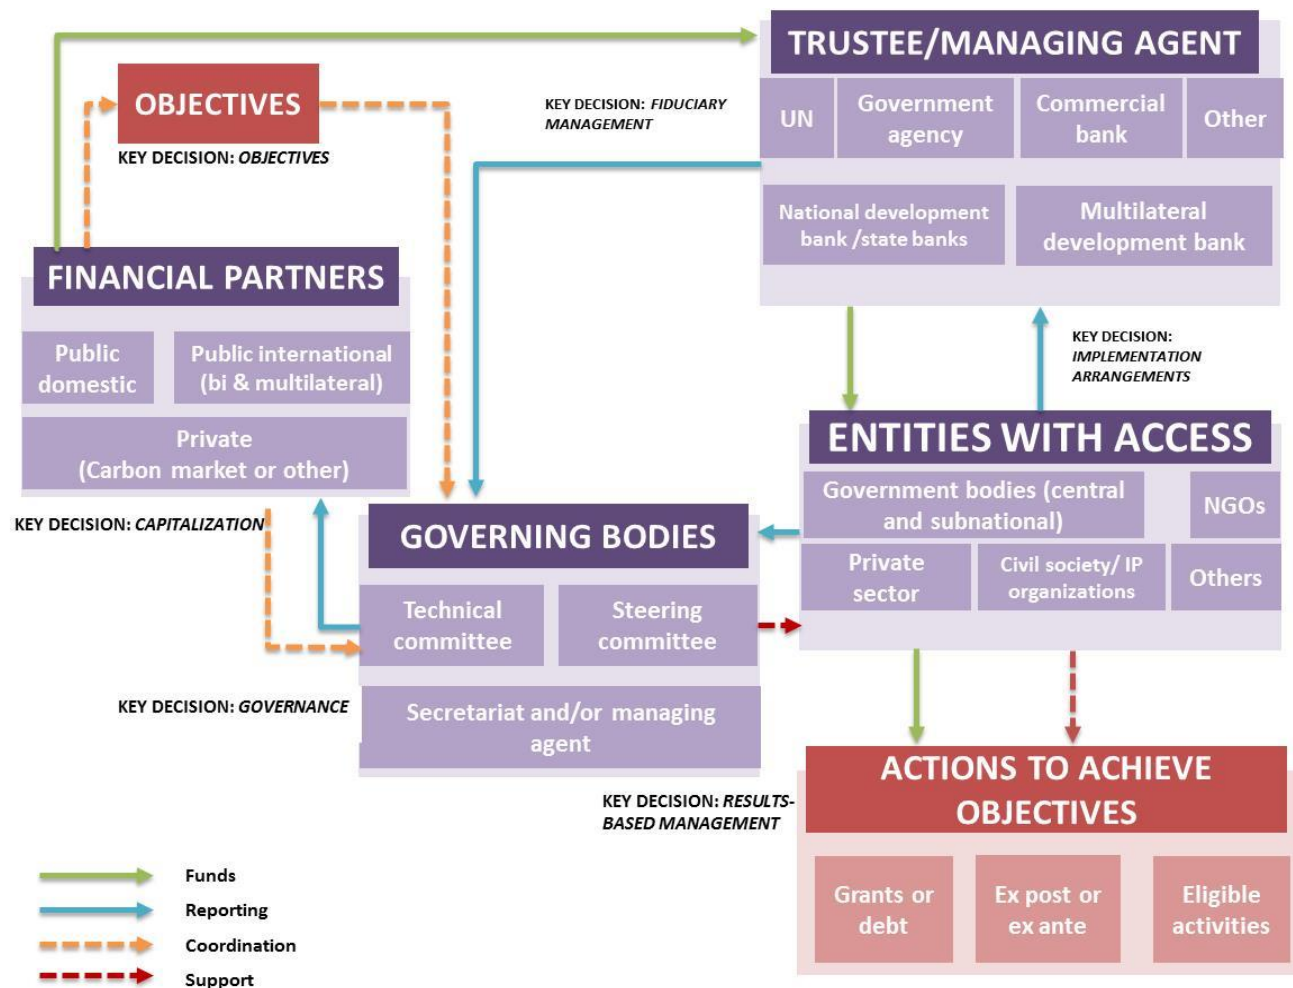 TRUSTEE/MANAGING AGENT
UN
Government
agency
Commercial
bank
Other
National development
bank /state banks
Multilateral
development bank
OBJECTIVES
KEY DECISION: OBJECTIVES
KEY DECISION: FIDUCIARY
MANAGEMENT
FINANCIAL PARTNERS
Public
domestic
Public international
(bi & multilateral)
Private
(Carbon market or other)
KEY DECISION: CAPITALIZATION
KEY DECISION:
IMPLEMENTATION
ARRANGEMENTS
ENTITIES WITH ACCESS
Government bodies (central
and subnational)
NGOs
Private
sector
Civil society/ IP
organizations
Others
GOVERNING BODIES
Technical
committee
Steering
committee
Secretariat and/or managing
agent
KEY DECISION: GOVERNANCE
KEY DECISION: RESULTS-
BASED MANAGEMENT
ACTIONS TO ACHIEVE
OBJECTIVES
Grants or
debt
Ex post or
ex ante
Eligible
activities
Funds
Reporting
Coordination
Support